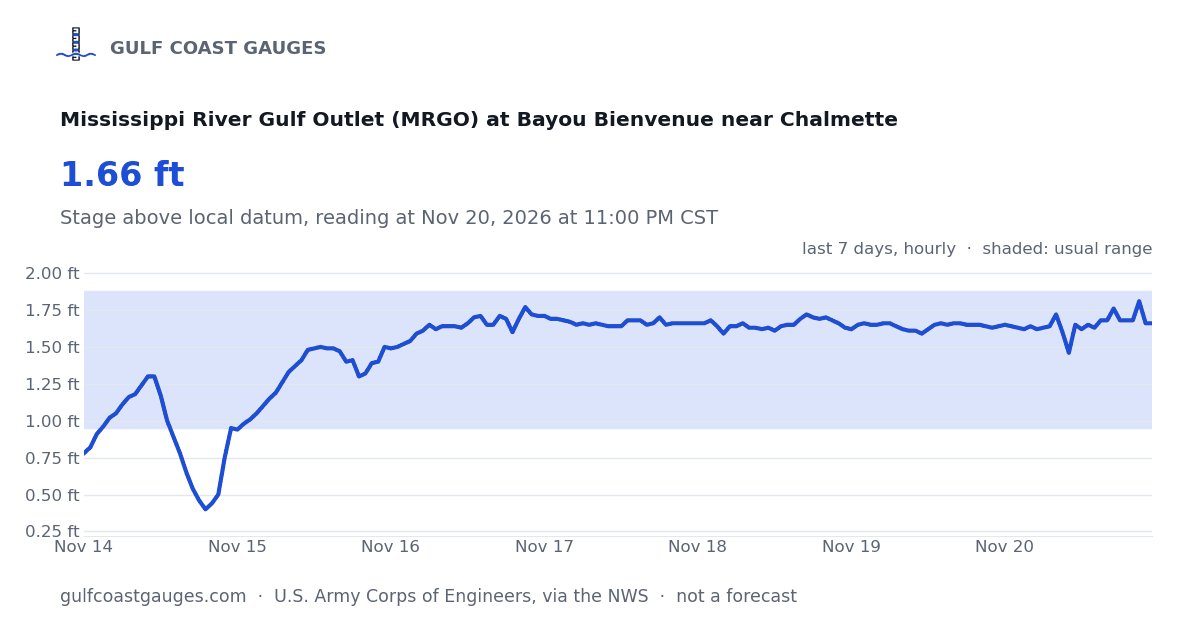 GULF COAST GAUGES
Mississippi River Gulf Outlet (MRGO) at Bayou Bienvenue near Chalmette
1.66 ft
Stage above local datum, reading at Nov 20, 2026 at 11:00 PM CST
last 7 days, hourly · shaded: usual range
2.00 ft
1.75 ft
1.50 ft
1.25 ft
1.00 ft
0.75 ft
0.50 ft
0.25 ft
Nov 14 Nov 15 Nov 16 Nov 17 Nov 18 Nov 19 Nov 20
gulfcoastgauges.com · U.S. Army Corps of Engineers, via the NWS · not a forecast